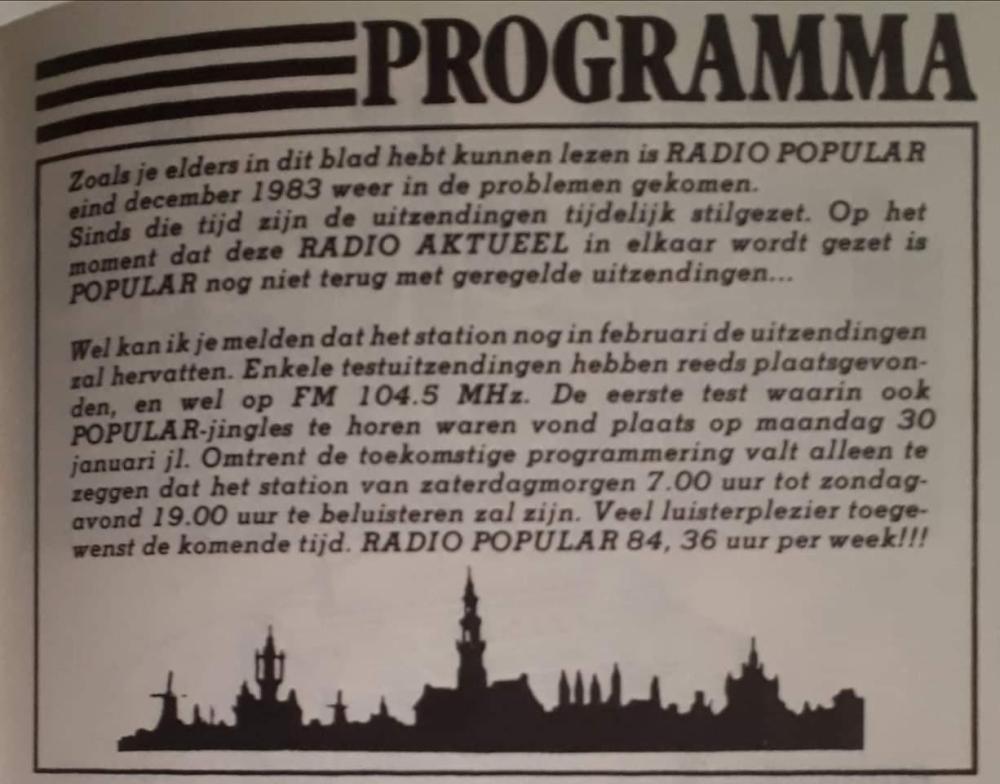 PROGRAMMA
Zoals je elders in dit blad hebt kunnen lezen is RADIO POPULAR
eind december 1983 weer in de problemen gekomen.
Sinds die tijd zijn de uitzendingen tijdelijk stilgezet. Op het
moment dat deze RADIO AKTUEEL in elkaar wordt gezet is
POPULAR nog niet terug met geregelde uitzendingen...
Wel kan ik je melden dat het station nog in februari de uitzendingen
zal hervatten. Enkele testuitzendingen hebben reeds plaatsgevon-
den, en wel op FM 104.5 MHz. De eerste test waarin ook
POPULAR-jingles te horen waren vond plaats op maandag 30
januari jl. Omtrent de toekomstige programmering valt alleen te
zeggen dat het station van zaterdagmorgen 7.00 uur tot zondag-
avond 19.00 uur te beluisteren zal zijn. Veel luisterplezier toege-
wenst de komende tijd. RADIO POPULAR 84, 36 uur per week!!!